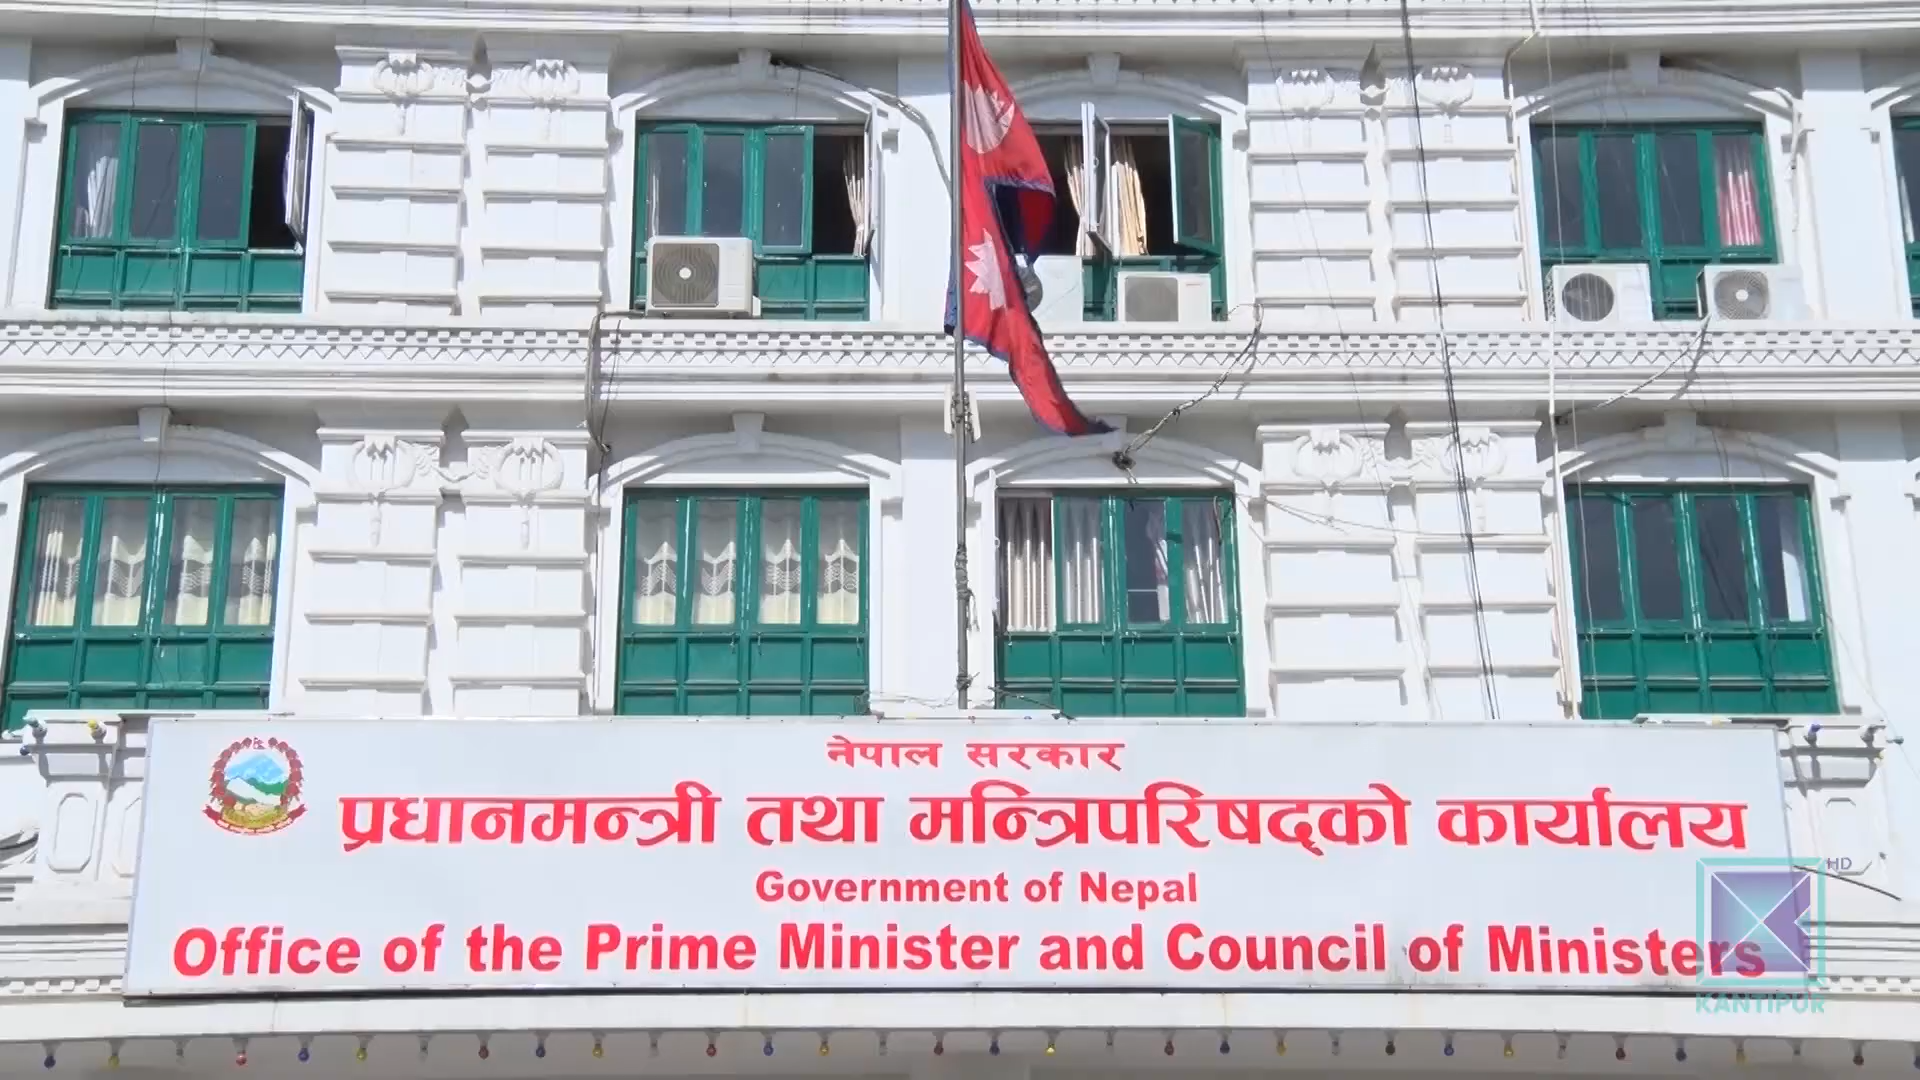 नेपाल सरकार
प्रधानमन्त्री तथा मन्त्रिपरिषद्को कार्यालय
Government of Nepal
Office of the Prime Minister and Council of Ministers
HD
KANTIPUR